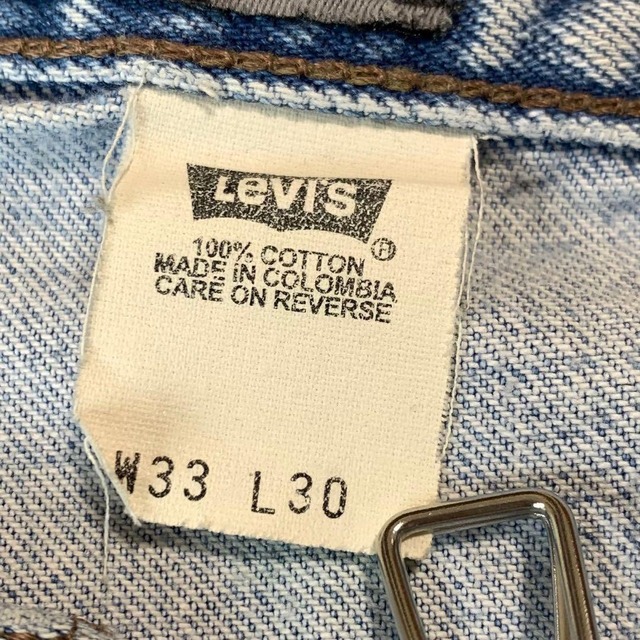 Levi's
®
100% COTTON
MADE IN COLOMBIA
CARE ON REVERSE
W33 L30